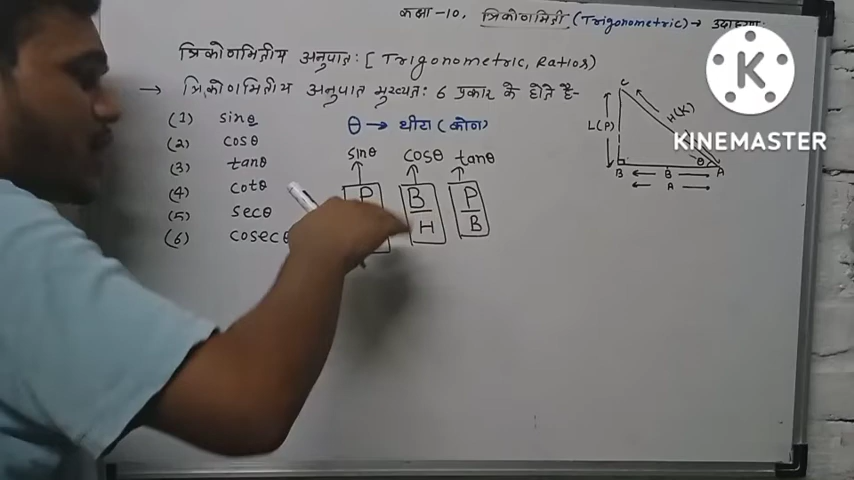 कक्षा-10, त्रिकोणमिती (Trigonometric)→
त्रिकोणमितीय अनुपातः [Trigonometric, Ratios)
→ त्रिकोणमितीय अनुपात मुख्यतः 6 प्रकार के होते है-
(1) sinθ
(2) cosθ
(3) tanθ
(4) cotθ
(5) secθ
(6) cosecθ
θ → थीटा (कोण)
sinθ cosθ tanθ
P B P
H B
C
L(P) H(K)
θ
B B A
A
K
KINEMASTER